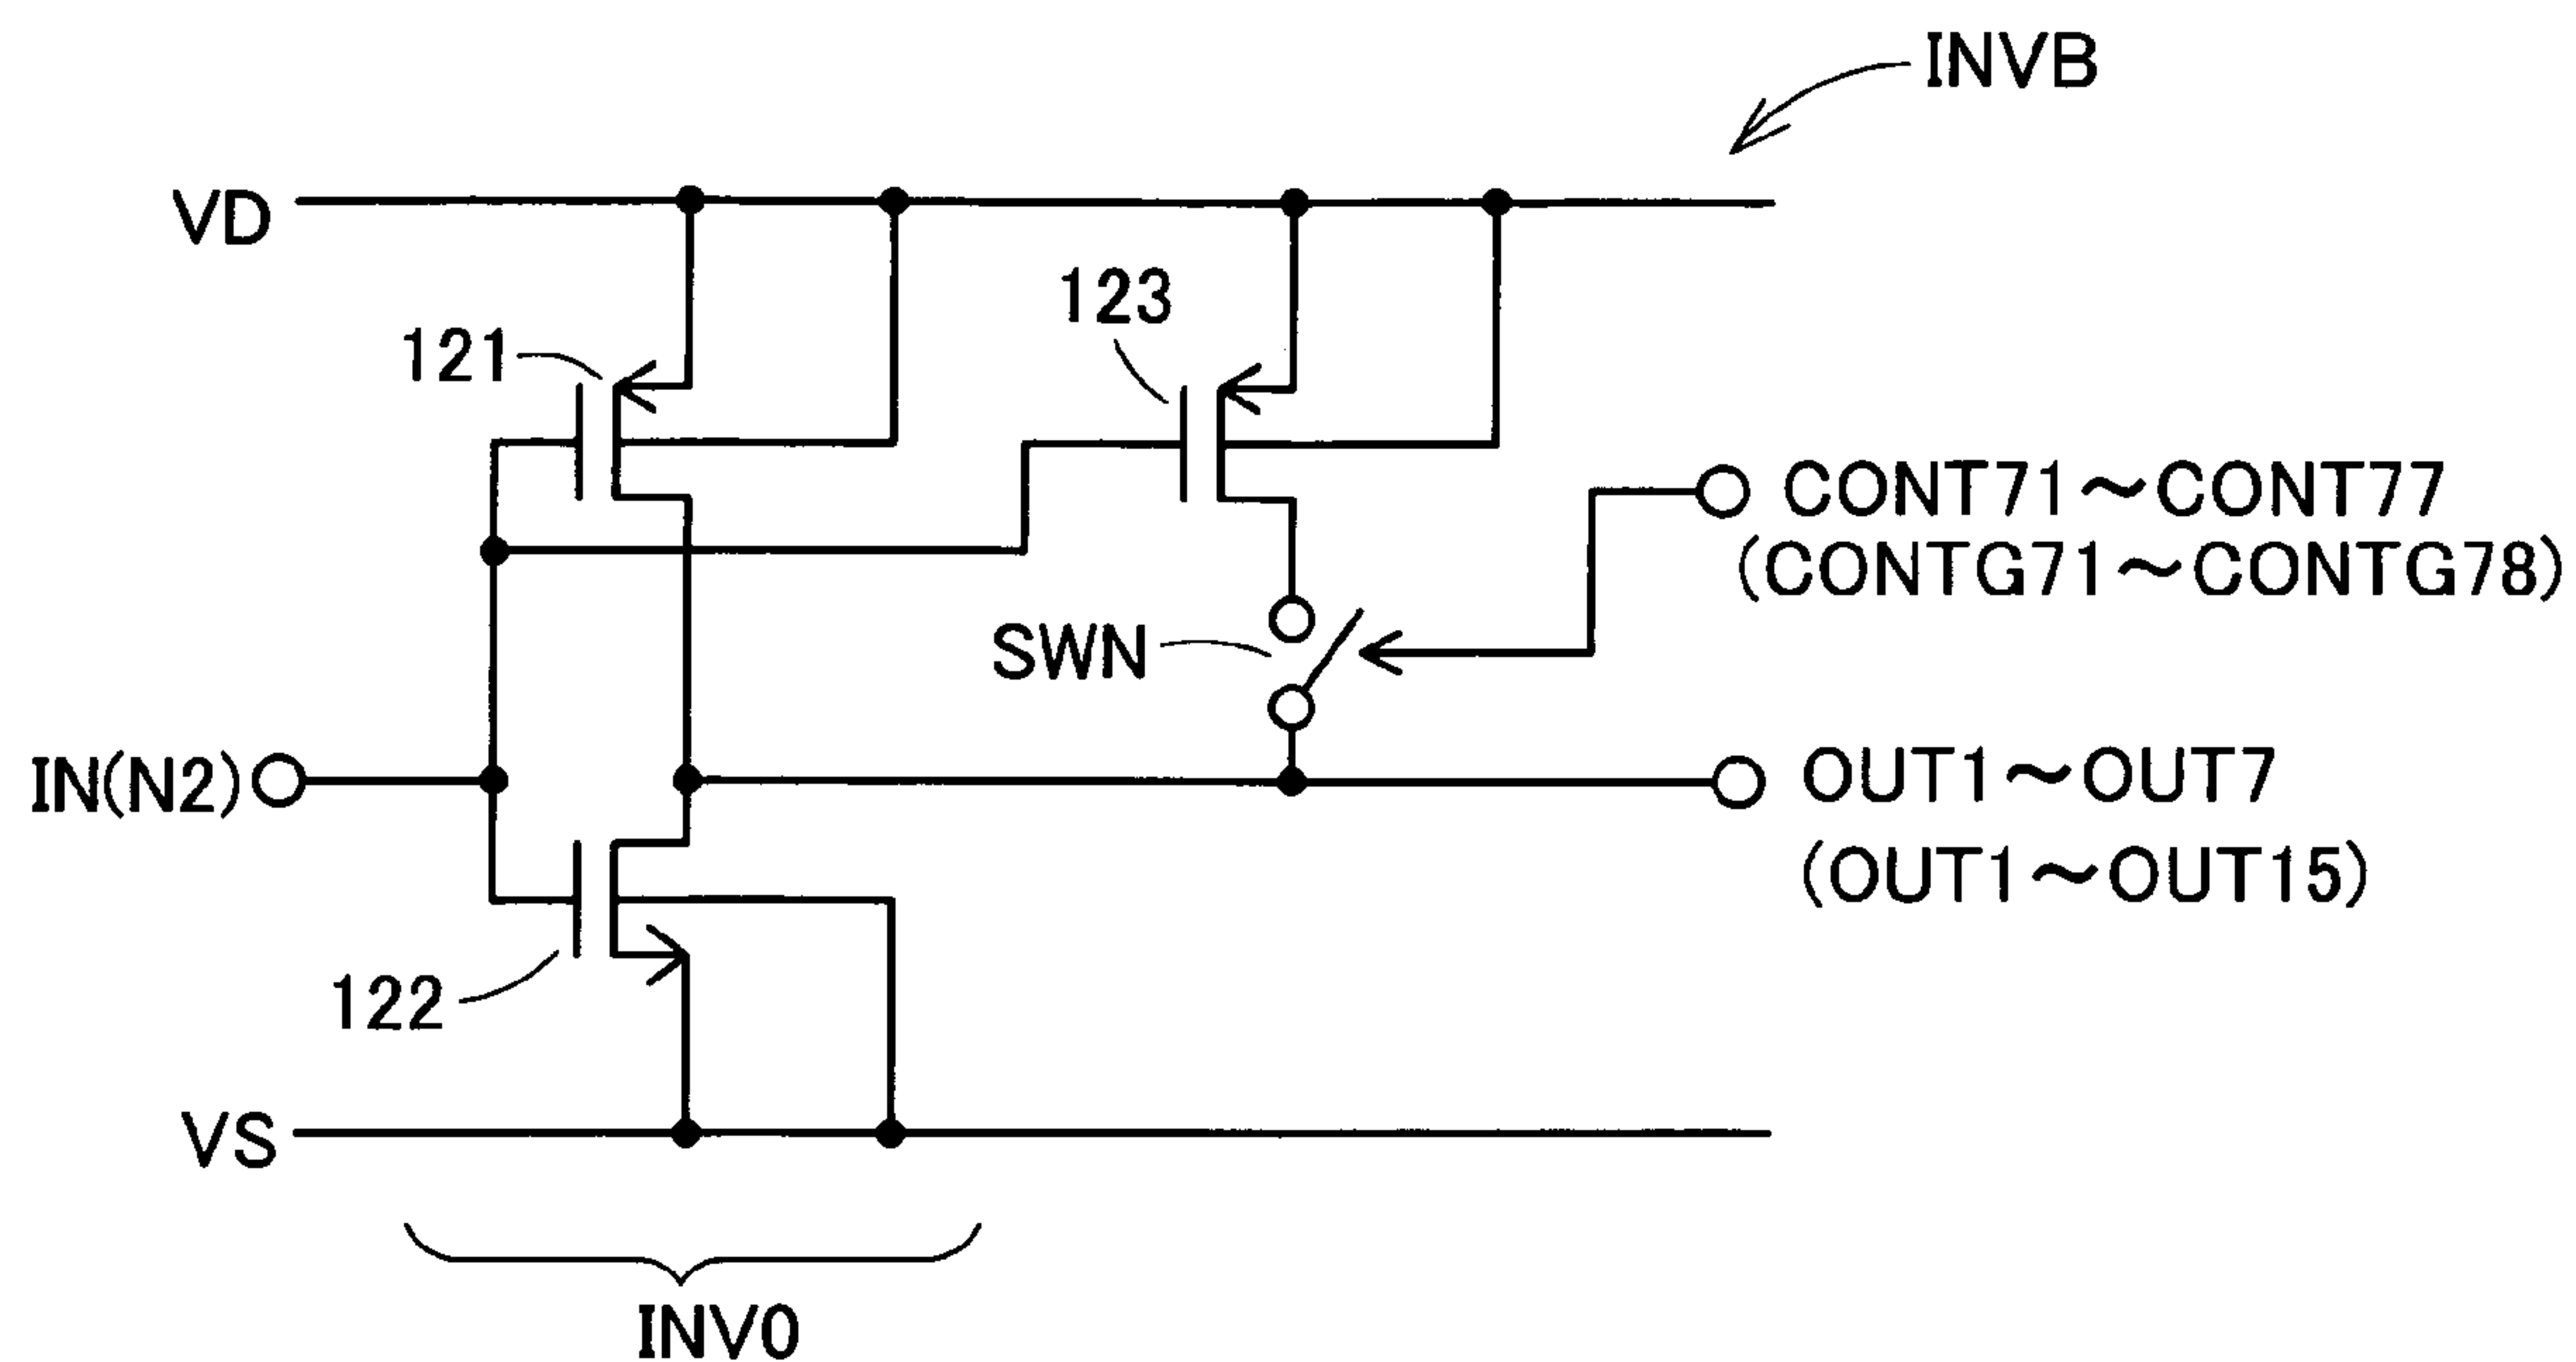 INVB
VD
123
121
CONT71～CONT77
(CONTG71～CONTG78)
SWN
IN(N2)
OUT1～OUT7
(OUT1～OUT15)
122
VS
INV0